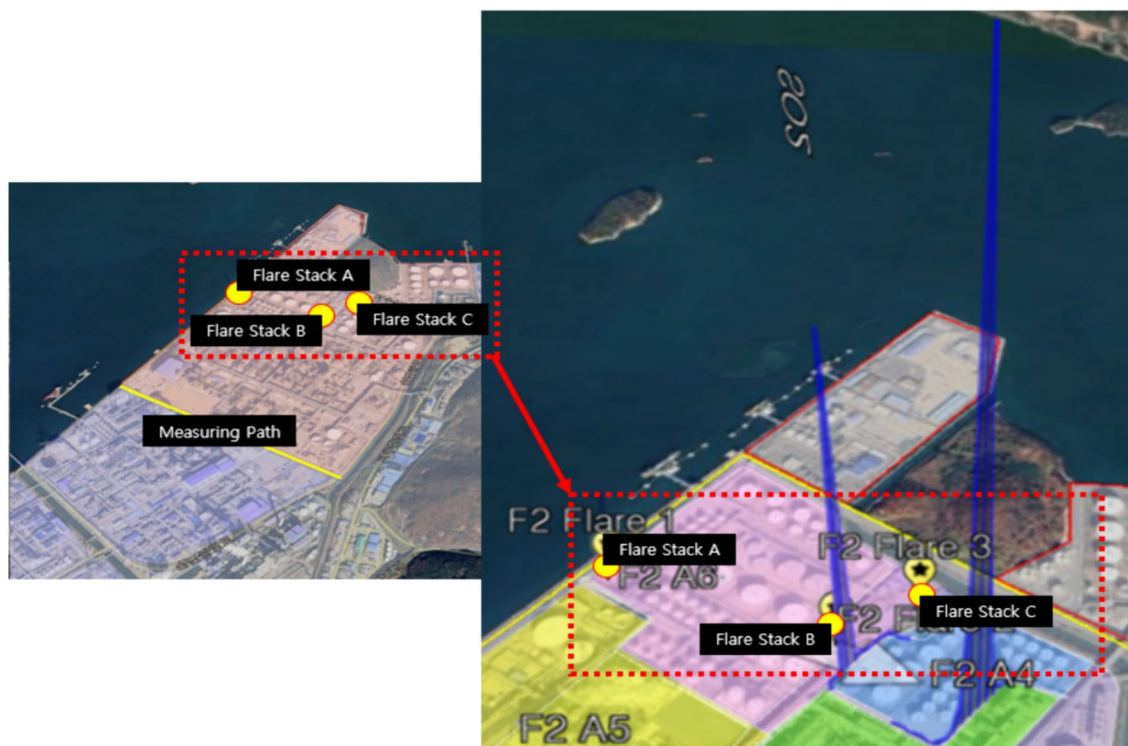 Flare Stack A
Flare Stack B
Flare Stack C
Measuring Path
F2 Flare 1
Flare Stack A
F2 A6
F2 Flare 3
Flare Stack C
F2
Flare Stack B
F2 A4
F2 A5